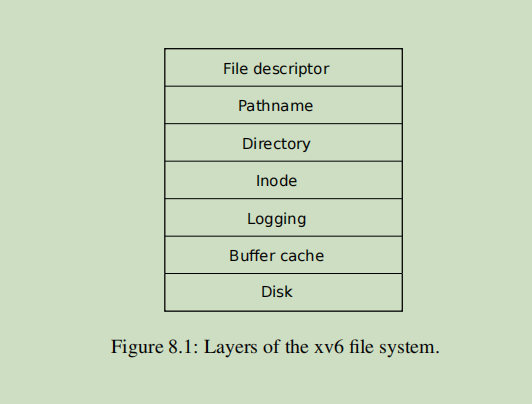 File descriptor
Pathname
Directory
Inode
Logging
Buffer cache
Disk
Figure 8.1: Layers of the xv6 file system.